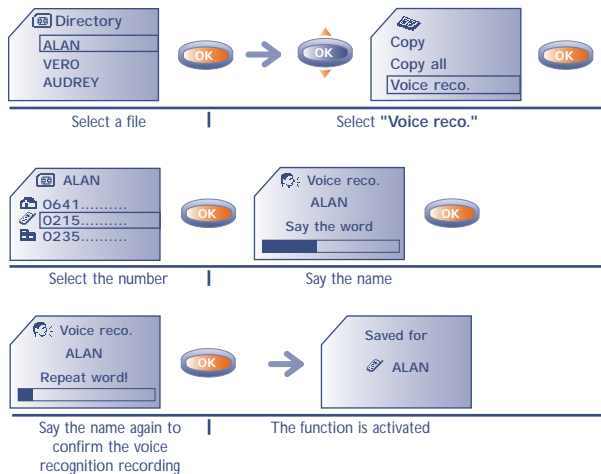 Directory
ALAN
VERO
AUDREY
OK
OK
Copy
Copy all
Voice reco.
OK
Select a file
Select "Voice reco."
ALAN
0641..........
0215..........
0235..........
OK
Voice reco.
ALAN
Say the word
OK
Select the number
Say the name
Voice reco.
ALAN
Repeat word!
OK
Saved for
ALAN
Say the name again to
confirm the voice
recognition recording
The function is activated